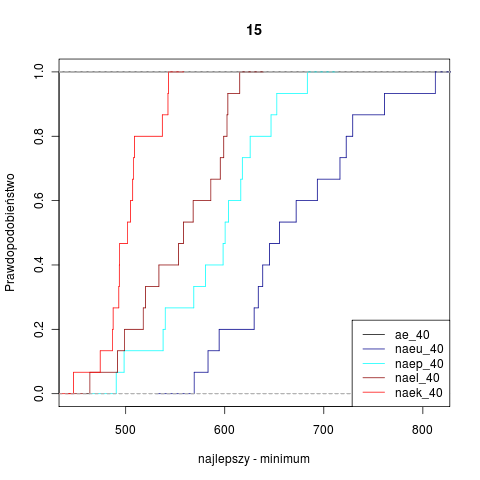 15
Prawdopodobieństwo
1.0
0.8
0.6
0.4
0.2
0.0
ae_40
naeu_40
naep_40
nael_40
naek_40
500 600 700 800
najlepszy - minimum